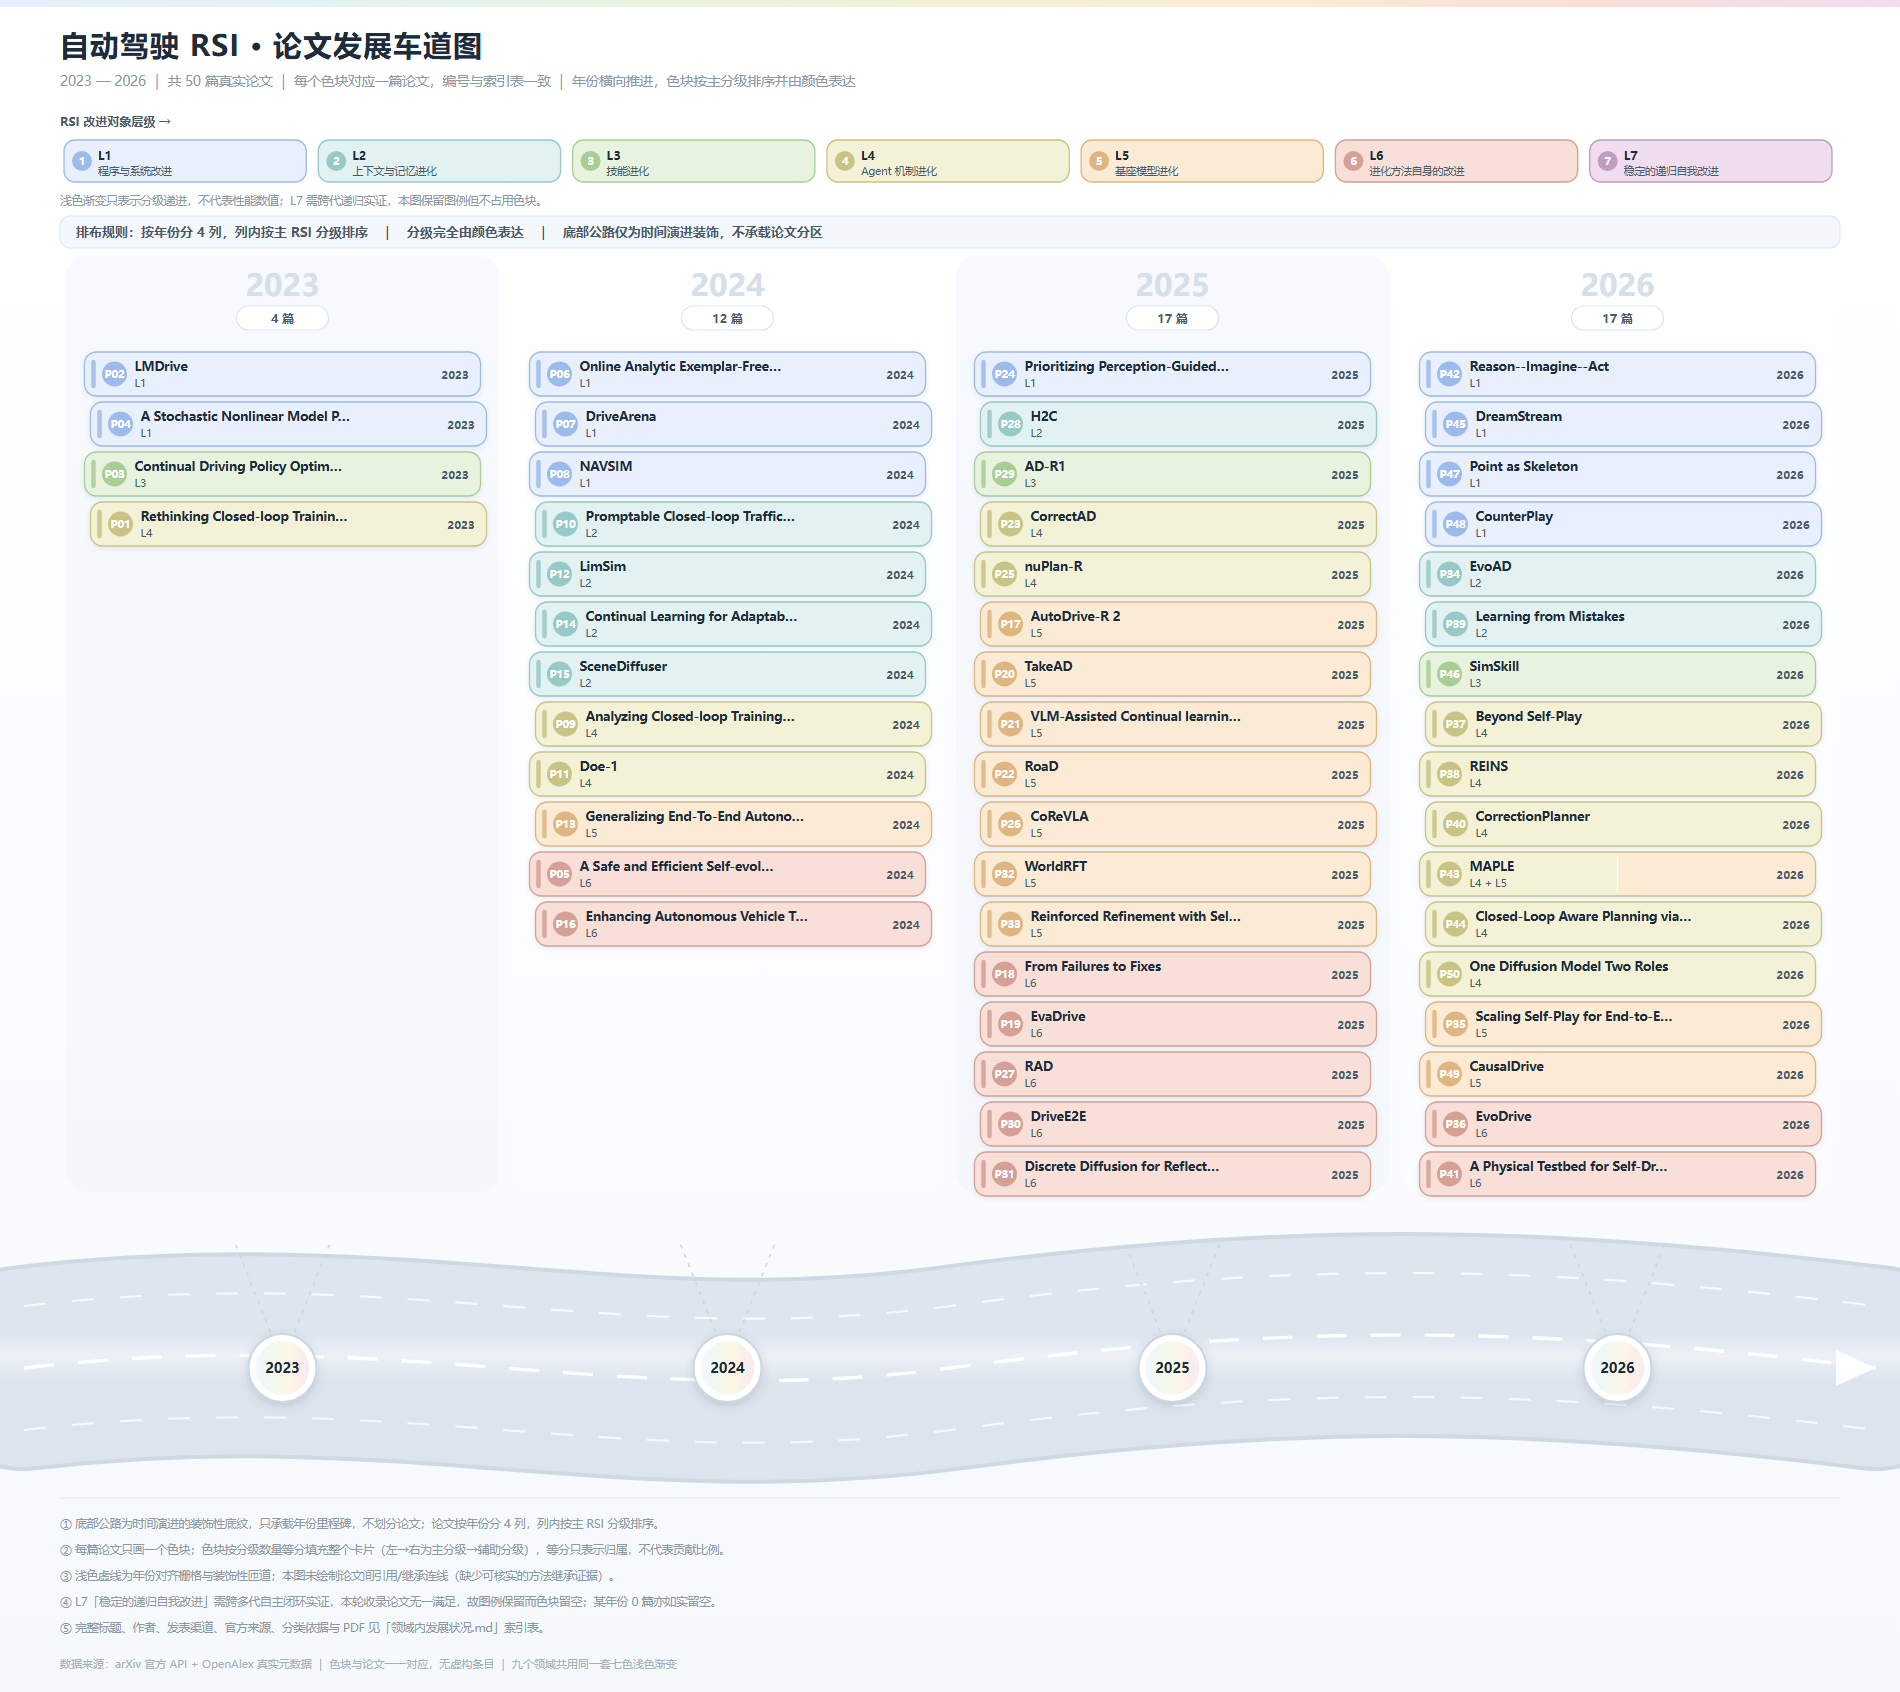 自动驾驶 RSI • 论文发展车道图
2023 — 2026 │ 共 50 篇真实论文 │ 每个色块对应一篇论文，编号与索引表一致 │ 年份横向推进，色块按主分级排序并由颜色表达
RSI 改进对象层级 →
1 L1 程序与系统改进
2 L2 上下文与记忆进化
3 L3 技能进化
4 L4 Agent 机制进化
5 L5 基座模型进化
6 L6 进化方法自身的改进
7 L7 稳定的递归自我改进
浅色渐变只表示分级递进，不代表性能数值；L7 需跨代递归实证，本图保留图例但不占用色块。
排布规则：按年份分 4 列，列内按主 RSI 分级排序 │ 分级完全由颜色表达 │ 底部公路仅为时间演进装饰，不承载论文分区
2023
4 篇
P02 LMDrive 2023
L1
P04 A Stochastic Nonlinear Model P... 2023
L1
P03 Continual Driving Policy Optim... 2023
L3
P01 Rethinking Closed-loop Trainin... 2023
L4
2024
12 篇
P06 Online Analytic Exemplar-Free... 2024
L1
P07 DriveArena 2024
L1
P08 NAVSIM 2024
L1
P10 Promptable Closed-loop Traffic... 2024
L2
P12 LimSim 2024
L2
P14 Continual Learning for Adaptab... 2024
L2
P15 SceneDiffuser 2024
L2
P09 Analyzing Closed-loop Training... 2024
L4
P11 Doe-1 2024
L4
P13 Generalizing End-To-End Autono... 2024
L5
P05 A Safe and Efficient Self-evol... 2024
L6
P16 Enhancing Autonomous Vehicle T... 2024
L6
2025
17 篇
P24 Prioritizing Perception-Guided... 2025
L1
P28 H2C 2025
L2
P29 AD-R1 2025
L3
P23 CorrectAD 2025
L4
P25 nuPlan-R 2025
L4
P17 AutoDrive-R 2 2025
L5
P20 TakeAD 2025
L5
P21 VLM-Assisted Continual learnin... 2025
L5
P22 RoaD 2025
L5
P26 CoReVLA 2025
L5
P32 WorldRFT 2025
L5
P33 Reinforced Refinement with Sel... 2025
L5
P18 From Failures to Fixes 2025
L6
P19 EvaDrive 2025
L6
P27 RAD 2025
L6
P30 DriveE2E 2025
L6
P31 Discrete Diffusion for Reflect... 2025
L6
2026
17 篇
P42 Reason--Imagine--Act 2026
L1
P45 DreamStream 2026
L1
P47 Point as Skeleton 2026
L1
P48 CounterPlay 2026
L1
P34 EvoAD 2026
L2
P39 Learning from Mistakes 2026
L2
P46 SimSkill 2026
L3
P37 Beyond Self-Play 2026
L4
P38 REINS 2026
L4
P40 CorrectionPlanner 2026
L4
P43 MAPLE 2026
L4 + L5
P44 Closed-Loop Aware Planning via... 2026
L4
P50 One Diffusion Model Two Roles 2026
L4
P35 Scaling Self-Play for End-to-E... 2026
L5
P49 CausalDrive 2026
L5
P36 EvoDrive 2026
L6
P41 A Physical Testbed for Self-Dr... 2026
L6
2023
2024
2025
2026
① 底部公路为时间演进的装饰性底纹，只承载年份里程碑，不划分论文；论文按年份分 4 列，列内按主 RSI 分级排序。
② 每篇论文只画一个色块；色块按分级数量等分填充整个卡片（左→右为主分级→辅助分级），等分只表示归属，不代表贡献比例。
③ 浅色虚线为年份对齐栅格与装饰性匝道；本图未绘制论文间引用/继承连线（缺少可核实的方法继承证据）。
④ L7「稳定的递归自我改进」需跨多代自主闭环实证，本轮收录论文无一满足，故图例保留而色块留空；某年份 0 篇亦如实留空。
⑤ 完整标题、作者、发表渠道、官方来源、分类依据与 PDF 见「领域内发展状况.md」索引表。
数据来源：arXiv 官方 API + OpenAlex 真实元数据 │ 色块与论文一一对应，无虚构条目 │ 九个领域共用同一套七色浅色渐变